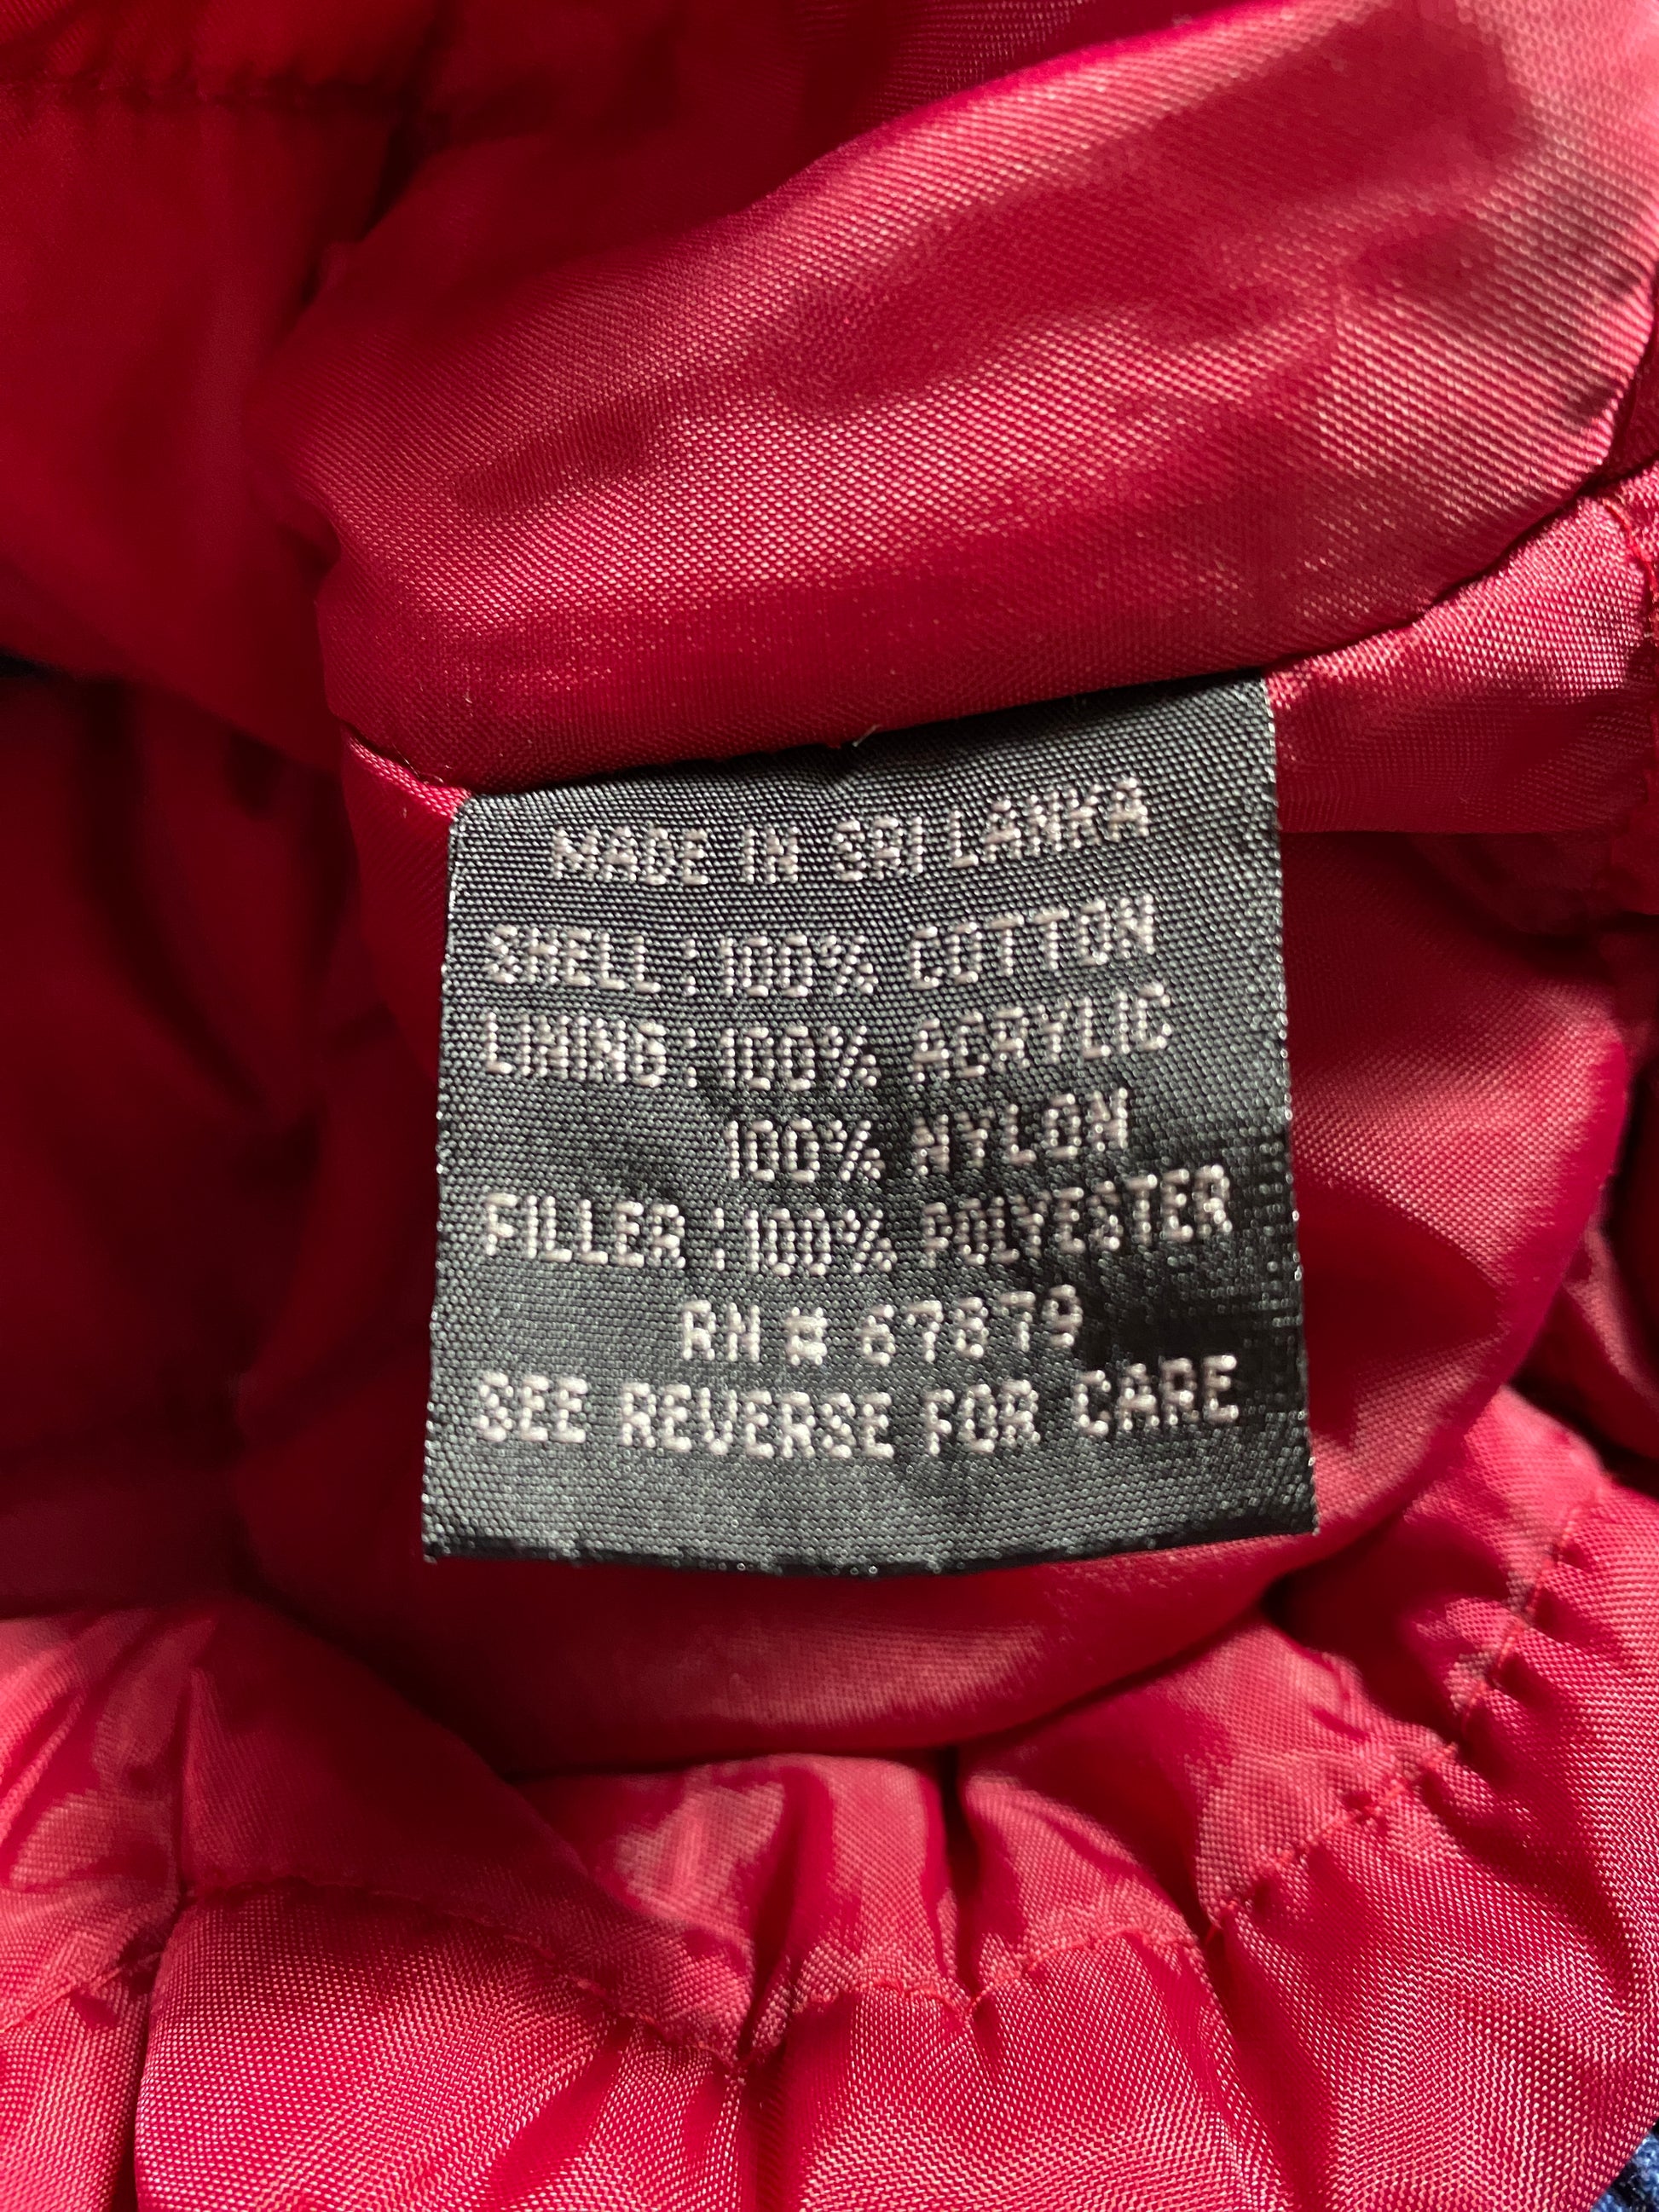 MADE IN SRI LANKA
SHELL : 100% COTTON
LINING : 100% ACRYLIC
100% NYLON
FILLER : 100% POLYESTER
RN # 67879
SEE REVERSE FOR CARE